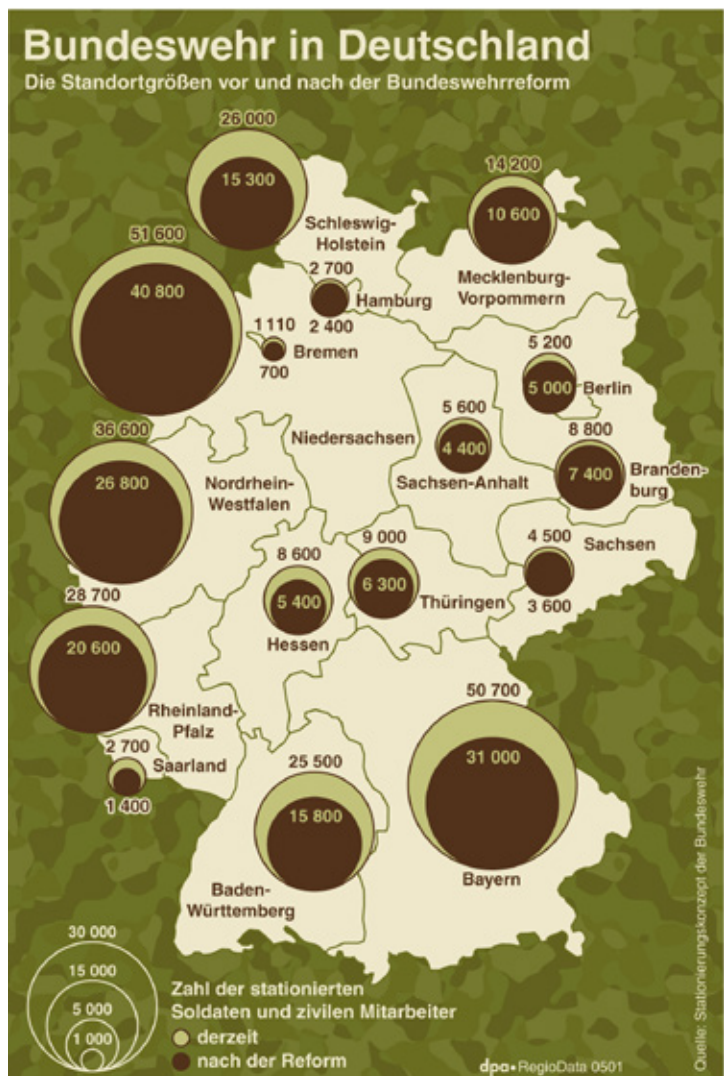 Bundeswehr in Deutschland
Die Standortgrößen vor und nach der Bundeswehrreform
26 000
15 300
Schleswig-
Holstein
14 200
10 600
Mecklenburg-
Vorpommern
51 600
40 800
2 700
Hamburg
2 400
1 110
Bremen
700
5 200
5 000
Berlin
36 600
26 800
Niedersachsen
Nordrhein-
Westfalen
5 600
4 400
Sachsen-Anhalt
8 800
7 400
Branden-
burg
9 000
6 300
Thüringen
4 500
Sachsen
3 600
8 600
5 400
Hessen
28 700
20 600
Rheinland-
Pfalz
2 700
Saarland
1 400
25 500
15 800
Baden-
Württemberg
50 700
31 000
Bayern
30 000
15 000
5 000
1 000
Zahl der stationierten
Soldaten und zivilen Mitarbeiter
derzeit
nach der Reform
dpa•RegioData 0501
Quelle: Stationierungskonzept der Bundeswehr